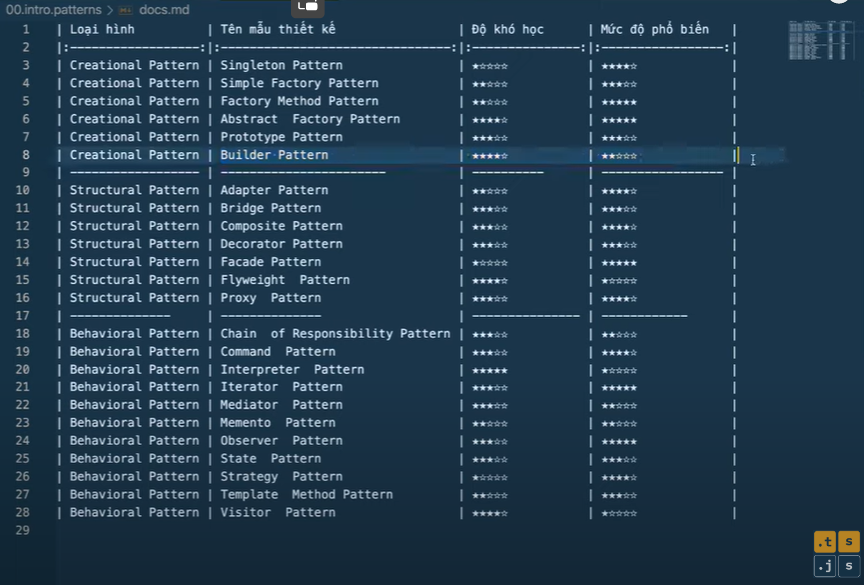 00.intro.patterns > docs.md
1 | Loại hình | Tên mẫu thiết kế | Độ khó học | Mức độ phổ biến |
2 |:------------------:|:--------------------------------:|:---------------:|:-----------------:|
3 | Creational Pattern | Singleton Pattern | ★☆☆☆☆ | ★★★★☆ |
4 | Creational Pattern | Simple Factory Pattern | ★★☆☆☆ | ★★★☆☆ |
5 | Creational Pattern | Factory Method Pattern | ★★☆☆☆ | ★★★★★ |
6 | Creational Pattern | Abstract  Factory Pattern | ★★★★☆ | ★★★★★ |
7 | Creational Pattern | Prototype Pattern | ★★★☆☆ | ★★★☆☆ |
8 | Creational Pattern | Builder Pattern | ★★★★☆ | ★★☆☆☆ |
9 | ------------------ | ----------------------- | ---------- | ----------------- |
10 | Structural Pattern | Adapter Pattern | ★★☆☆☆ | ★★★★☆ |
11 | Structural Pattern | Bridge Pattern | ★★★☆☆ | ★★★☆☆ |
12 | Structural Pattern | Composite Pattern | ★★★☆☆ | ★★★★☆ |
13 | Structural Pattern | Decorator Pattern | ★★★☆☆ | ★★★☆☆ |
14 | Structural Pattern | Facade Pattern | ★☆☆☆☆ | ★★★★★ |
15 | Structural Pattern | Flyweight  Pattern | ★★★★☆ | ★☆☆☆☆ |
16 | Structural Pattern | Proxy  Pattern | ★★★☆☆ | ★★★★☆ |
17 | -------------- | -------------- | --------------- | ------------ |
18 | Behavioral Pattern | Chain  of Responsibility Pattern | ★★★☆☆ | ★★☆☆☆ |
19 | Behavioral Pattern | Command  Pattern | ★★★☆☆ | ★★★★☆ |
20 | Behavioral Pattern | Interpreter  Pattern | ★★★★★ | ★☆☆☆☆ |
21 | Behavioral Pattern | Iterator  Pattern | ★★★☆☆ | ★★★★★ |
22 | Behavioral Pattern | Mediator  Pattern | ★★★☆☆ | ★★☆☆☆ |
23 | Behavioral Pattern | Memento  Pattern | ★★★☆☆ | ★★☆☆☆ |
24 | Behavioral Pattern | Observer  Pattern | ★★★☆☆ | ★★★★★ |
25 | Behavioral Pattern | State  Pattern | ★★★☆☆ | ★★★☆☆ |
26 | Behavioral Pattern | Strategy  Pattern | ★☆☆☆☆ | ★★★★☆ |
27 | Behavioral Pattern | Template  Method Pattern | ★★☆☆☆ | ★★★☆☆ |
28 | Behavioral Pattern | Visitor  Pattern | ★★★★☆ | ★☆☆☆☆ |
29
.t s
.j s